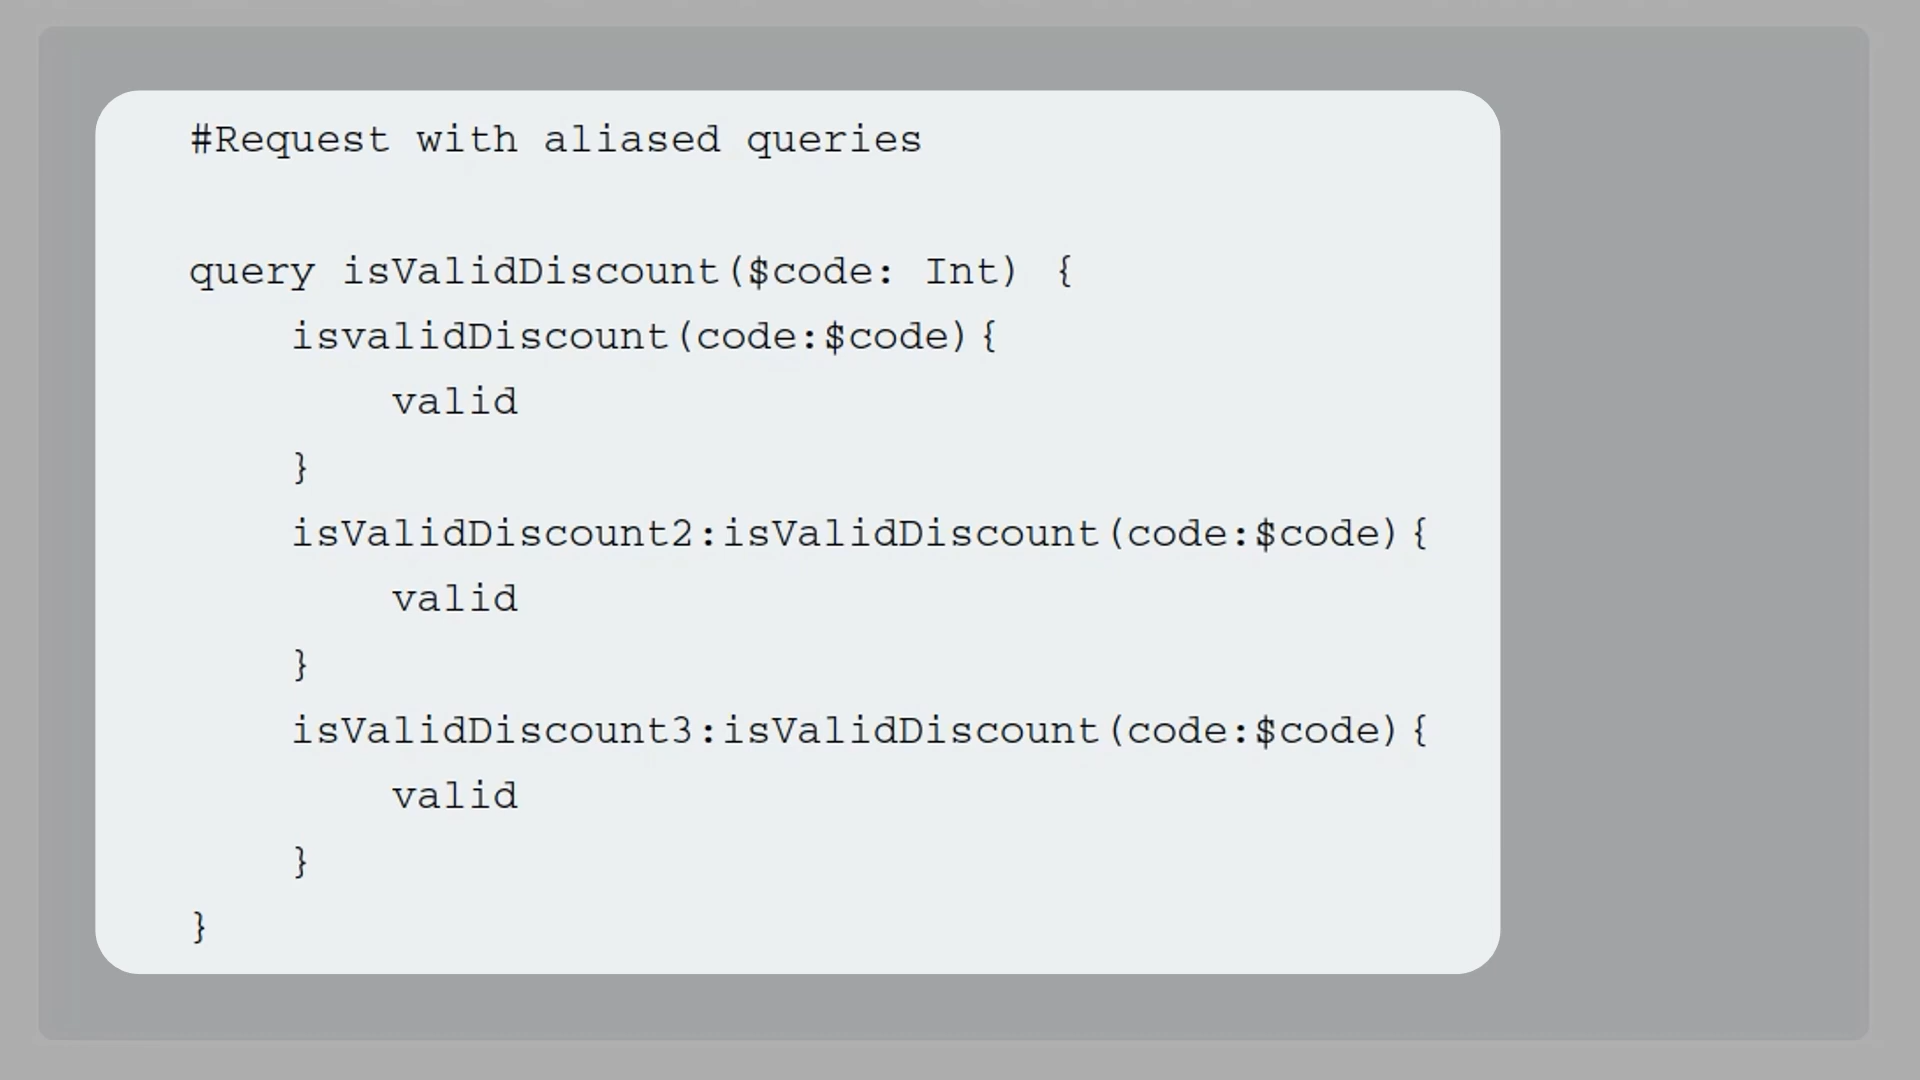 #Request with aliased queries
query isValidDiscount($code: Int) {
isvalidDiscount(code:$code){
valid
}
isValidDiscount2:isValidDiscount(code:$code){
valid
}
isValidDiscount3:isValidDiscount(code:$code){
valid
}
}